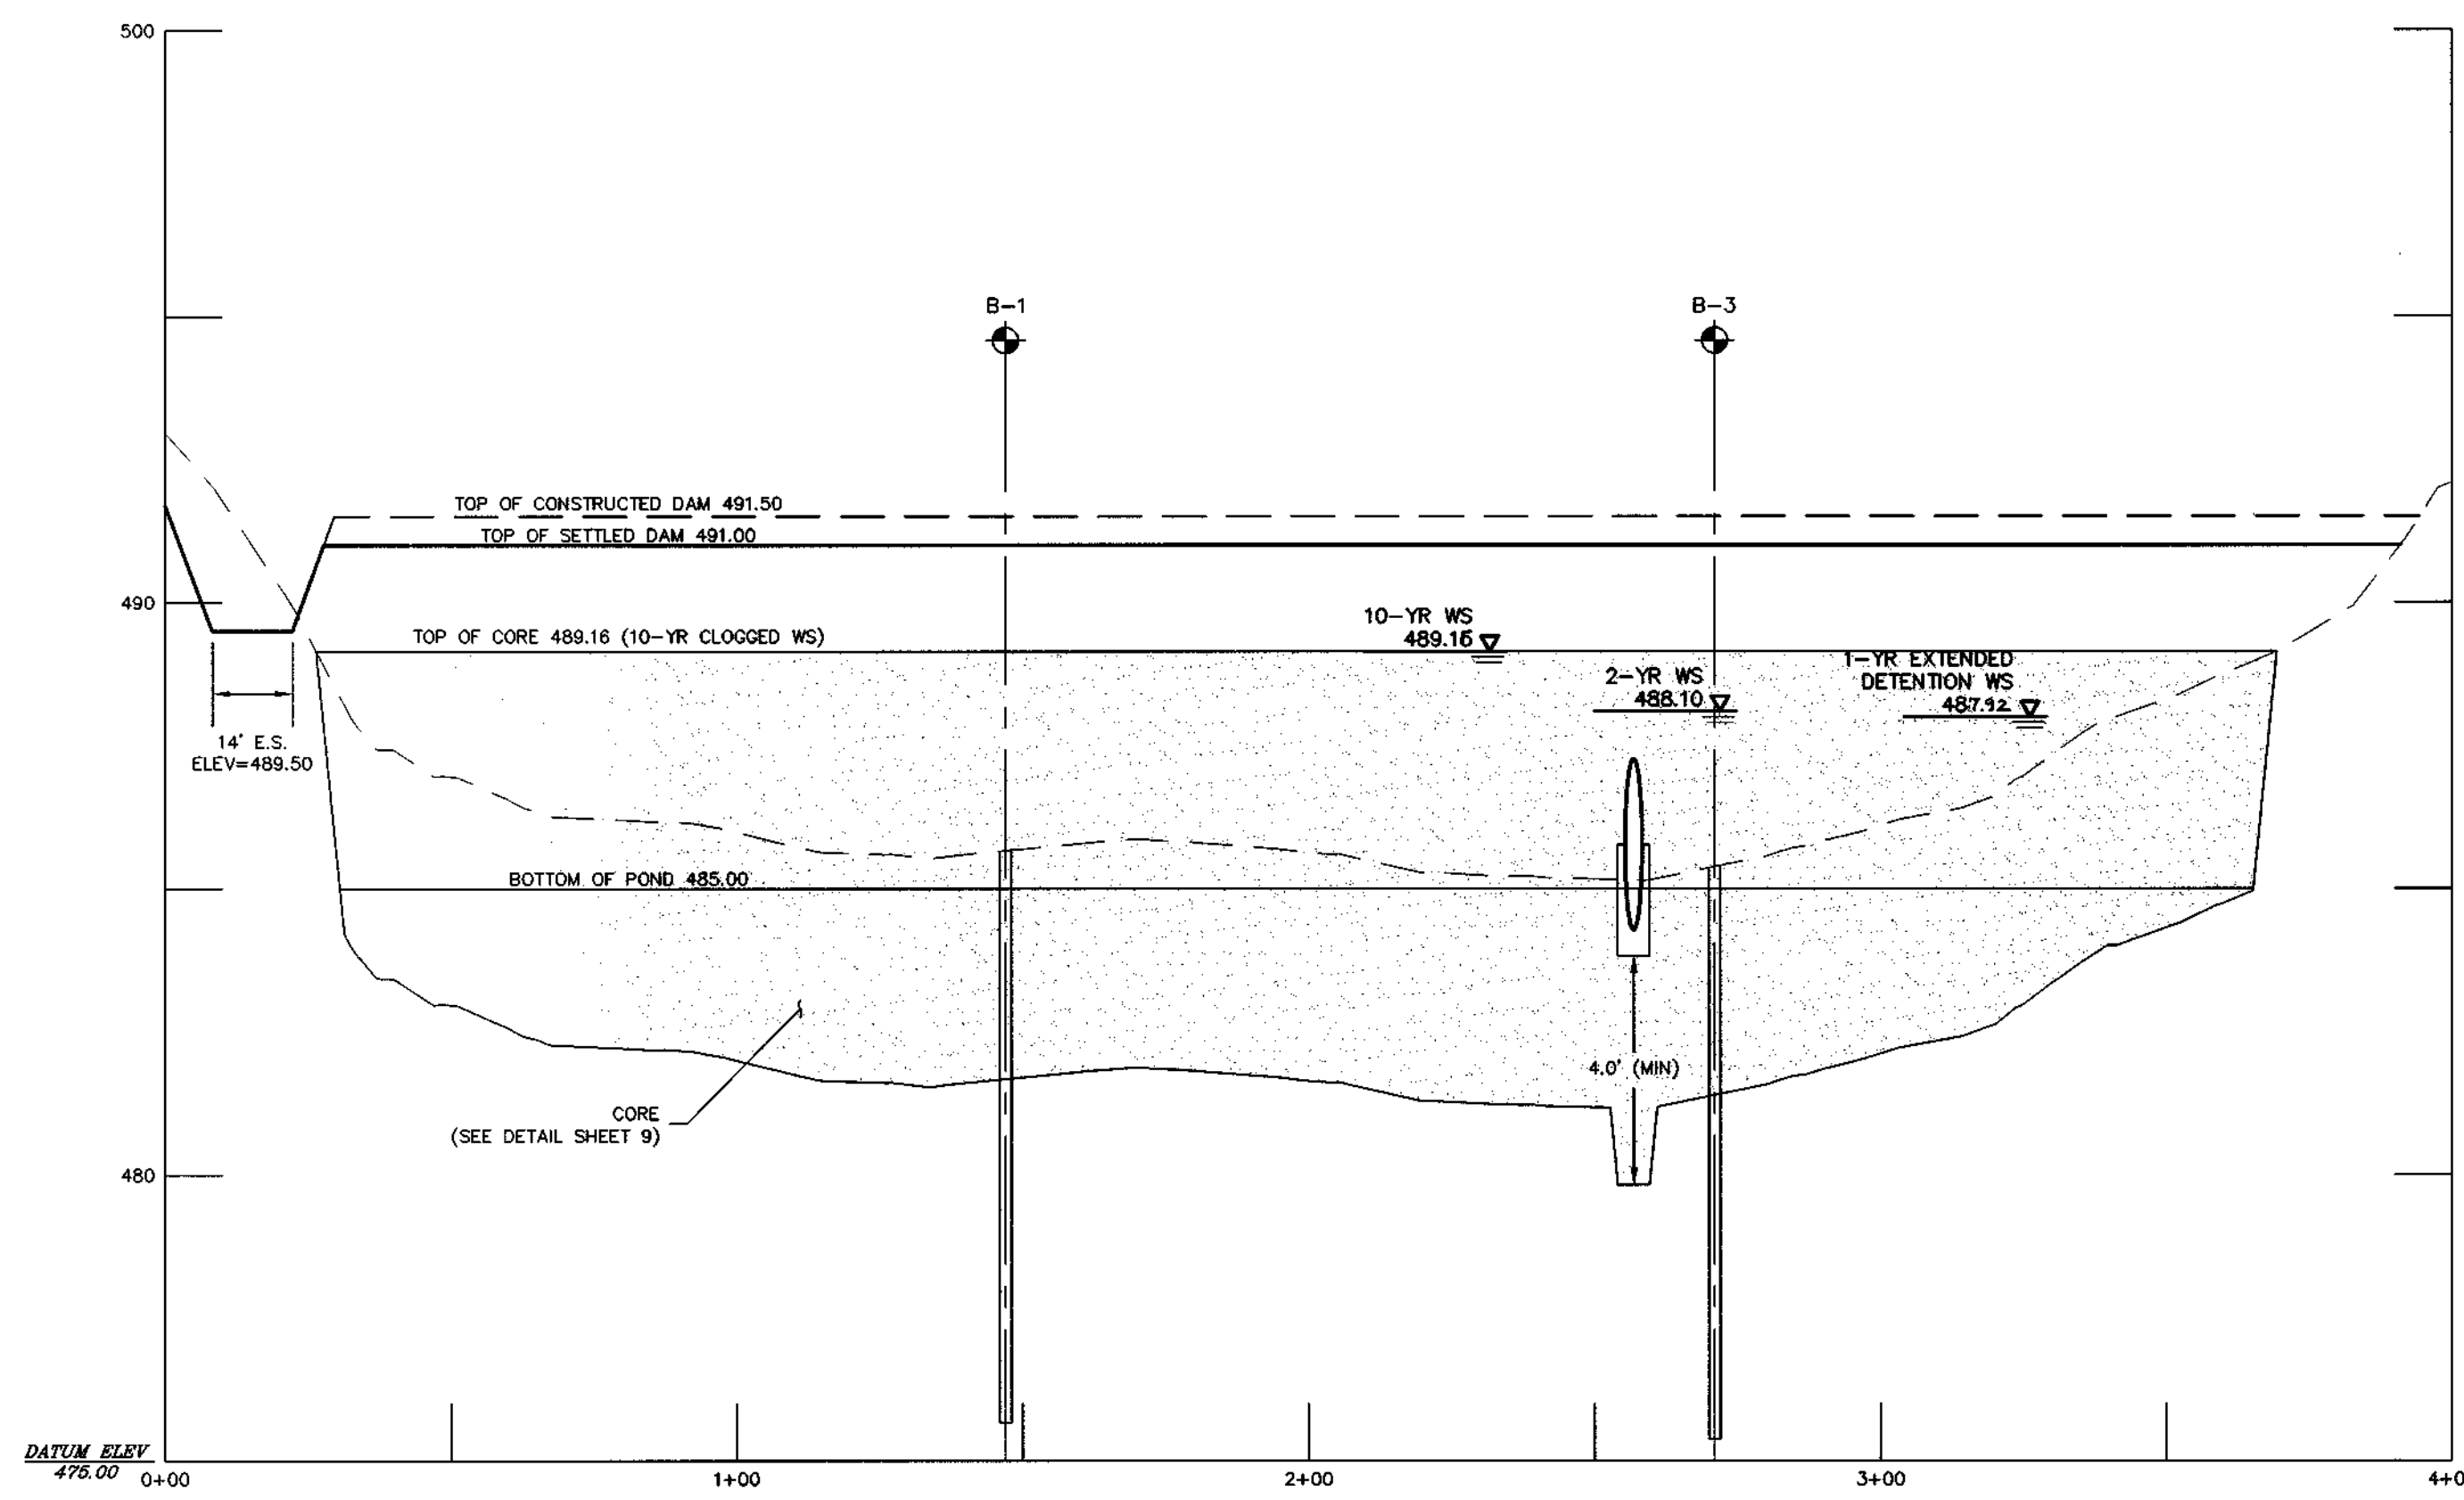 500
B-1
B-3
TOP OF CONSTRUCTED DAM 491.50
TOP OF SETTLED DAM 491.00
490
10-YR WS
489.16
TOP OF CORE 489.16 (10-YR CLOGGED WS)
1-YR EXTENDED
DETENTION WS
487.92
2-YR WS
488.10
14' E.S.
ELEV=489.50
BOTTOM OF POND 485.00
4.0' (MIN)
CORE
(SEE DETAIL SHEET 9)
480
DATUM ELEV
475.00
0+00
1+00
2+00
3+00
4+0